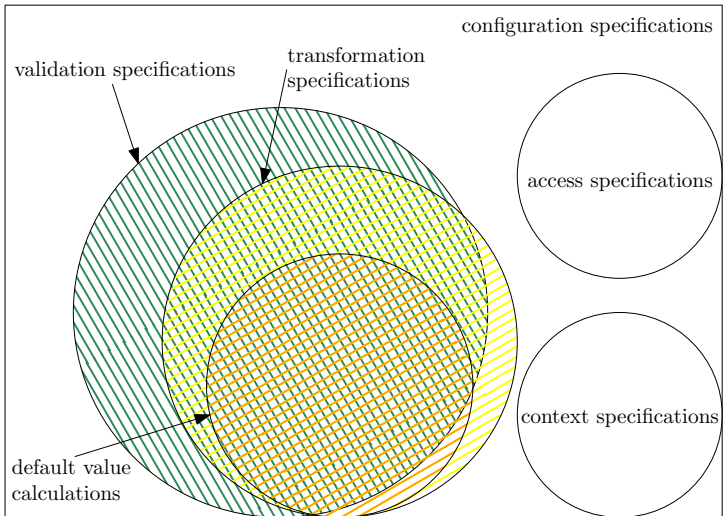 configuration specifications
transformation
specifications
validation specifications
access specifications
context specifications
default value
calculations